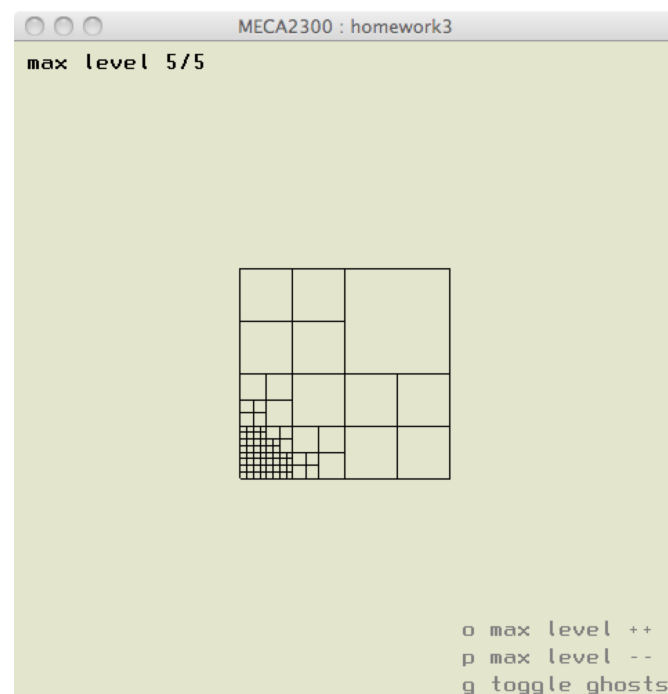 MECA2300 : homework3
max level 5/5
o max level ++
p max level --
g toggle ghosts